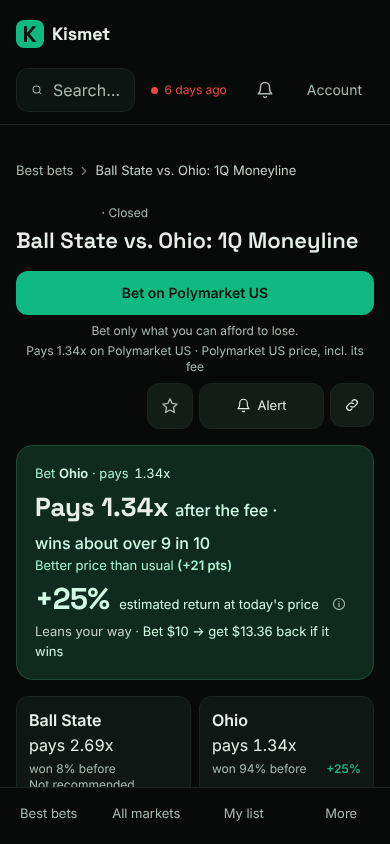 K Kismet
Search...
6 days ago
Account
Best bets > Ball State vs. Ohio: 1Q Moneyline
· Closed
Ball State vs. Ohio: 1Q Moneyline
Bet on Polymarket US
Bet only what you can afford to lose.
Pays 1.34x on Polymarket US · Polymarket US price, incl. its
fee
Alert
Bet Ohio · pays 1.34x
Pays 1.34x after the fee ·
wins about over 9 in 10
Better price than usual (+21 pts)
+25% estimated return at today's price
Leans your way · Bet $10 → get $13.36 back if it
wins
Ball State
pays 2.69x
won 8% before
Not recommended
Ohio
pays 1.34x
won 94% before +25%
Best bets
All markets
My list
More